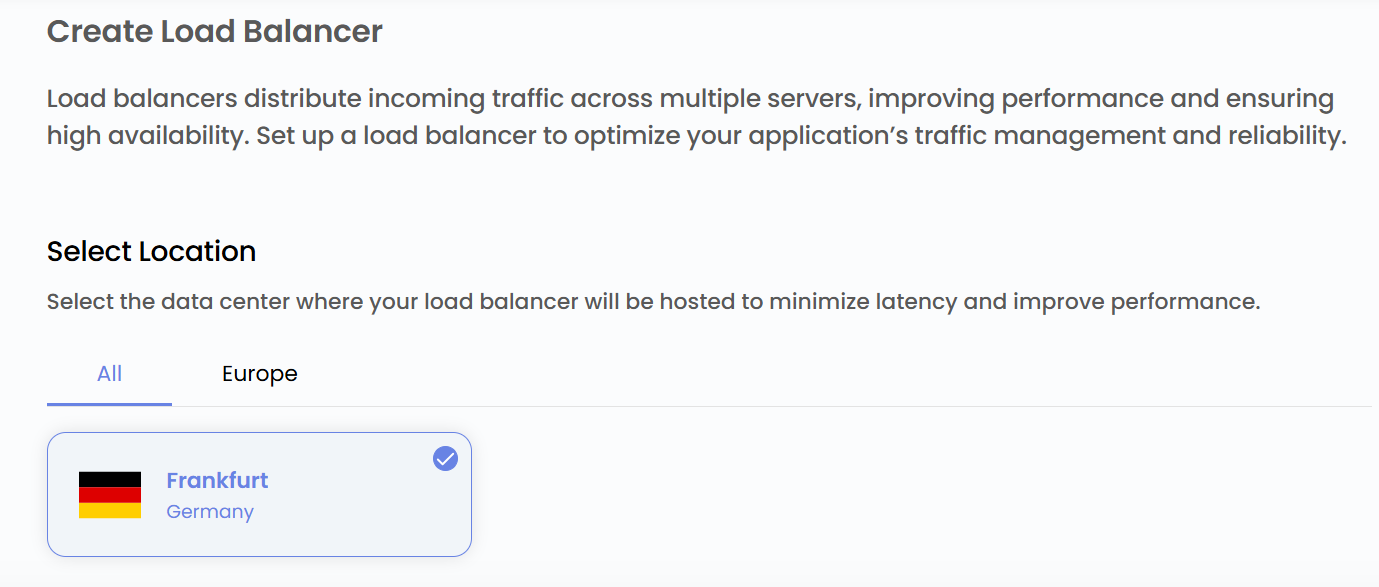 Create Load Balancer
Load balancers distribute incoming traffic across multiple servers, improving performance and ensuring
high availability. Set up a load balancer to optimize your application’s traffic management and reliability.
Select Location
Select the data center where your load balancer will be hosted to minimize latency and improve performance.
All Europe
Frankfurt
Germany